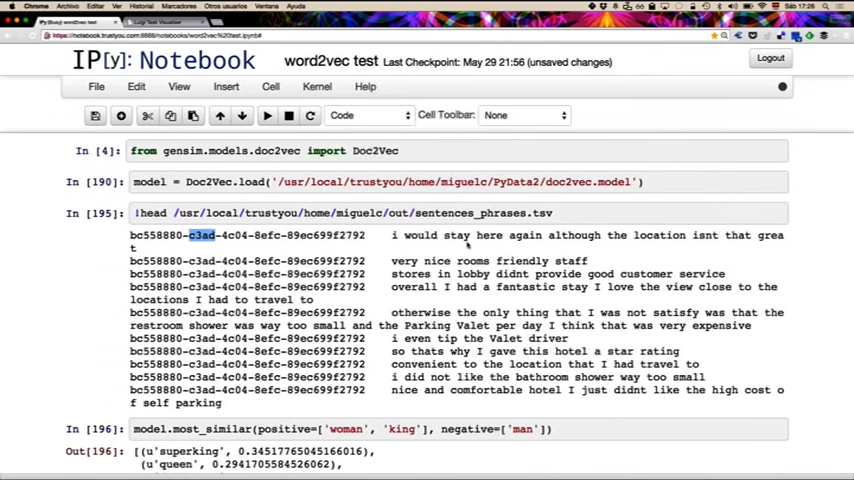 Chrome Archivo Editar Ver Historial Marcadores Otros usuarios Ventana Ayuda Sáb 17:26
IP[y] (Busy) word2vec test
Luigi Task Visualiser
https://notebook.trustyou.com:8888/notebooks/word2vec%20test.ipynb#
IP[y]: Notebook word2vec test Last Checkpoint: May 29 21:56 (unsaved changes) Logout
File Edit View Insert Cell Kernel Help
Code Cell Toolbar: None
In [4]: from gensim.models.doc2vec import Doc2Vec
In [190]: model = Doc2Vec.load('/usr/local/trustyou/home/miguelc/PyData2/doc2vec.model')
In [195]: !head /usr/local/trustyou/home/miguelc/out/sentences_phrases.tsv
bc558880-c3ad-4c04-8efc-89ec699f2792 i would stay here again although the location isnt that grea
t
bc558880-c3ad-4c04-8efc-89ec699f2792 very nice rooms friendly staff
bc558880-c3ad-4c04-8efc-89ec699f2792 stores in lobby didnt provide good customer service
bc558880-c3ad-4c04-8efc-89ec699f2792 overall I had a fantastic stay I love the view close to the
locations I had to travel to
bc558880-c3ad-4c04-8efc-89ec699f2792 otherwise the only thing that I was not satisfy was that the
restroom shower was way too small and the Parking Valet per day I think that was very expensive
bc558880-c3ad-4c04-8efc-89ec699f2792 i even tip the Valet driver
bc558880-c3ad-4c04-8efc-89ec699f2792 so thats why I gave this hotel a star rating
bc558880-c3ad-4c04-8efc-89ec699f2792 convenient to the location that I had travel to
bc558880-c3ad-4c04-8efc-89ec699f2792 i did not like the bathroom shower way too small
bc558880-c3ad-4c04-8efc-89ec699f2792 nice and comfortable hotel I just didnt like the high cost o
f self parking
In [196]: model.most_similar(positive=['woman', 'king'], negative=['man'])
Out[196]: [(u'superking', 0.34517765045166016),
(u'queen', 0.2941705584526062),